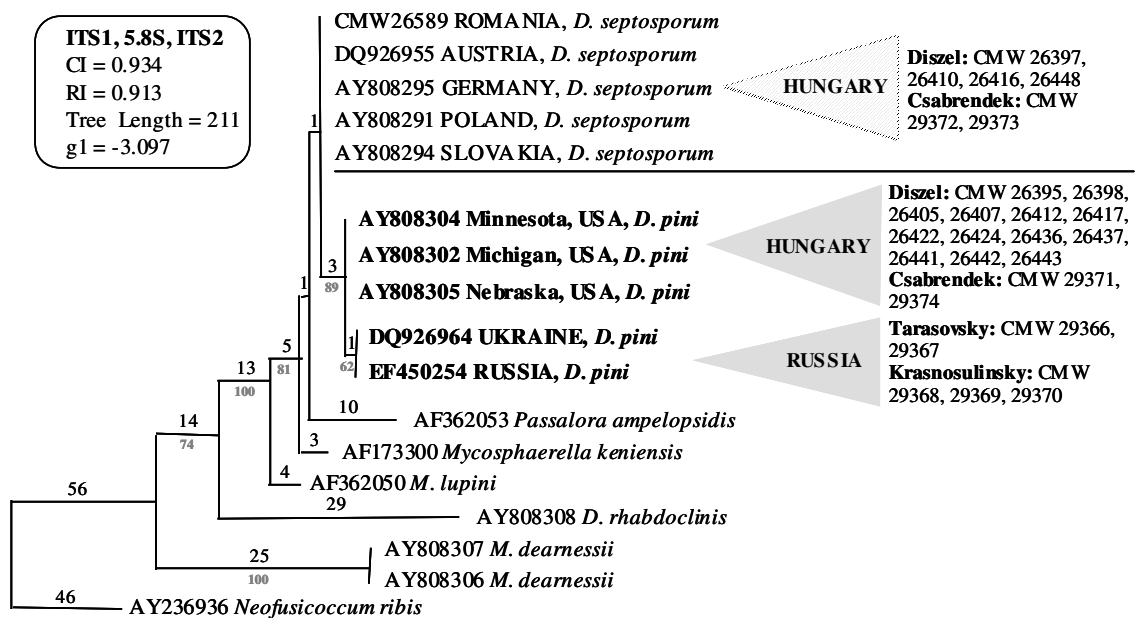 ITS1, 5.8S, ITS2
CI = 0.934
RI = 0.913
Tree Length = 211
g1 = -3.097
CMW26589 ROMANIA, D. septosporum
DQ926955 AUSTRIA, D. septosporum
AY808295 GERMANY, D. septosporum
AY808291 POLAND, D. septosporum
AY808294 SLOVAKIA, D. septosporum
HUNGARY
Diszel: CMW 26397,
26410, 26416, 26448
Csabrendek: CMW
29372, 29373
1
AY808304 Minnesota, USA, D. pini
AY808302 Michigan, USA, D. pini
AY808305 Nebraska, USA, D. pini
3
89
HUNGARY
Diszel: CMW 26395, 26398,
26405, 26407, 26412, 26417,
26422, 26424, 26436, 26437,
26441, 26442, 26443
Csabrendek: CMW 29371,
29374
1
DQ926964 UKRAINE, D. pini
EF450254 RUSSIA, D. pini
1
62
RUSSIA
Tarasovsky: CMW 29366,
29367
Krasnosulinsky: CMW
29368, 29369, 29370
5
81
13
100
10
AF362053 Passalora ampelopsidis
14
74
3
AF173300 Mycosphaerella keniensis
4
AF362050 M. lupini
56
29
AY808308 D. rhabdoclinis
25
100
AY808307 M. dearnessii
AY808306 M. dearnessii
46
AY236936 Neofusicoccum ribis